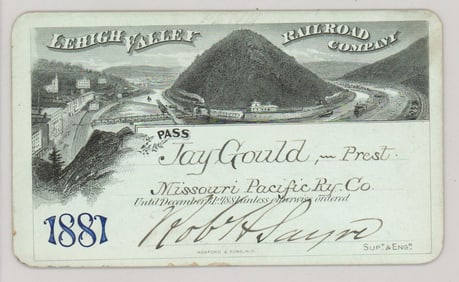 LEHIGH VALLEY RAILROAD COMPANY
PASS
Jay Gould, Prest.
Missouri Pacific Ry. Co.
Until December 31st 1881 unless otherwise ordered
1881
Rob H Sayre
SUPT. & ENGR.
N.Y.